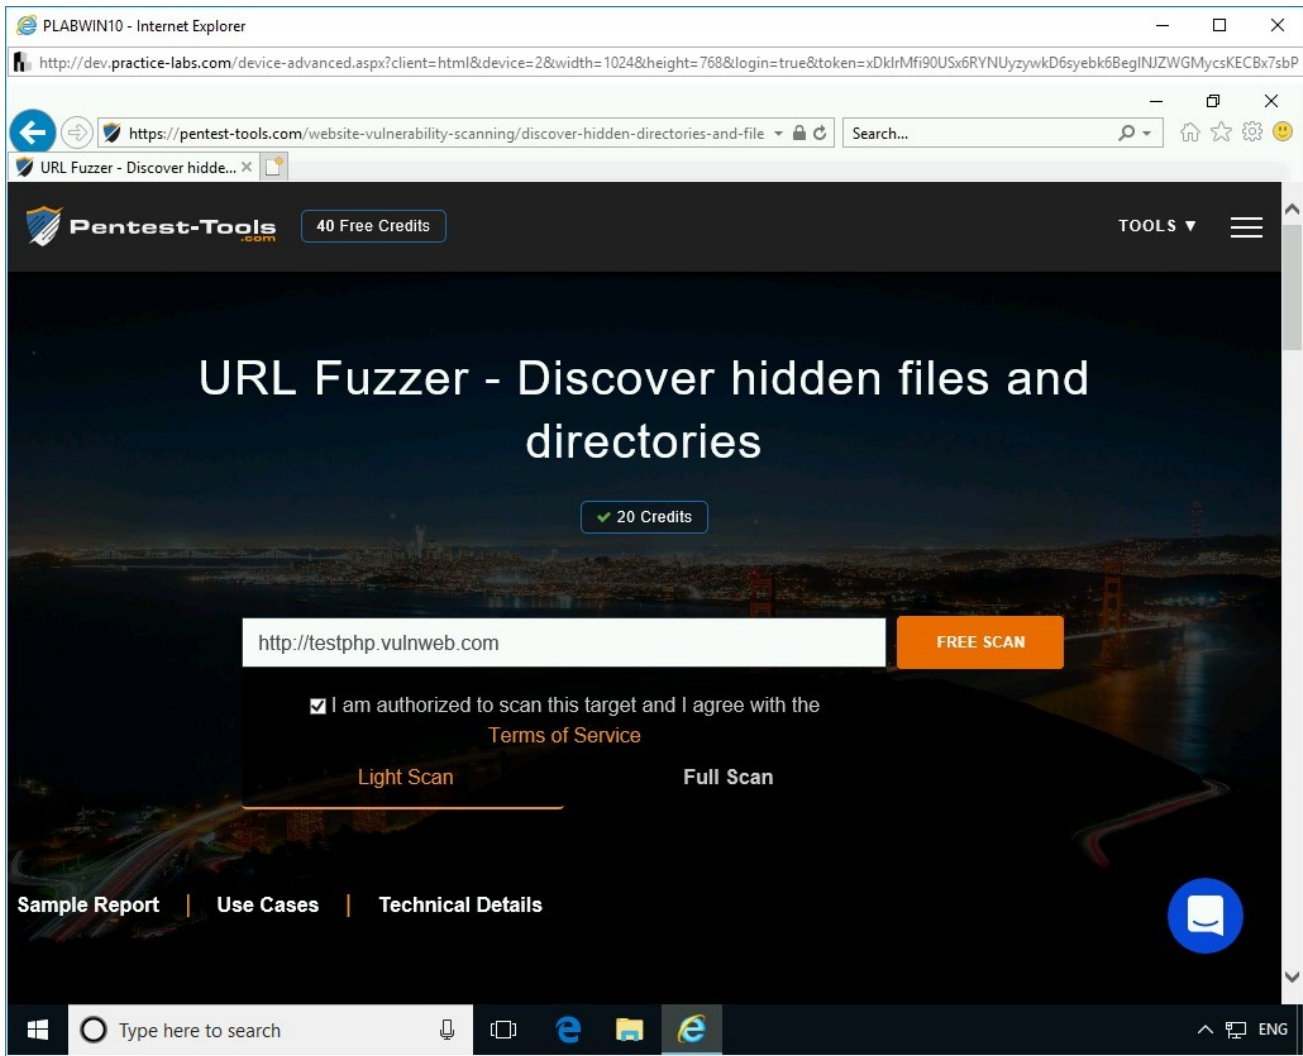 PLABWIN10 - Internet Explorer
http://dev.practice-labs.com/device-advanced.aspx?client=html&device=2&width=1024&height=768&login=true&token=xDkIrMfi90USx6RYNUyzywkD6syebk6BegINJZWGMycsKECBx7sbP
https://pentest-tools.com/website-vulnerability-scanning/discover-hidden-directories-and-file Search...
URL Fuzzer - Discover hidde...
Pentest-Tools
.com
40 Free Credits
TOOLS ▼
URL Fuzzer - Discover hidden files and
directories
20 Credits
http://testphp.vulnweb.com FREE SCAN
I am authorized to scan this target and I agree with the
Terms of Service
Light Scan Full Scan
Sample Report | Use Cases | Technical Details
Type here to search ENG